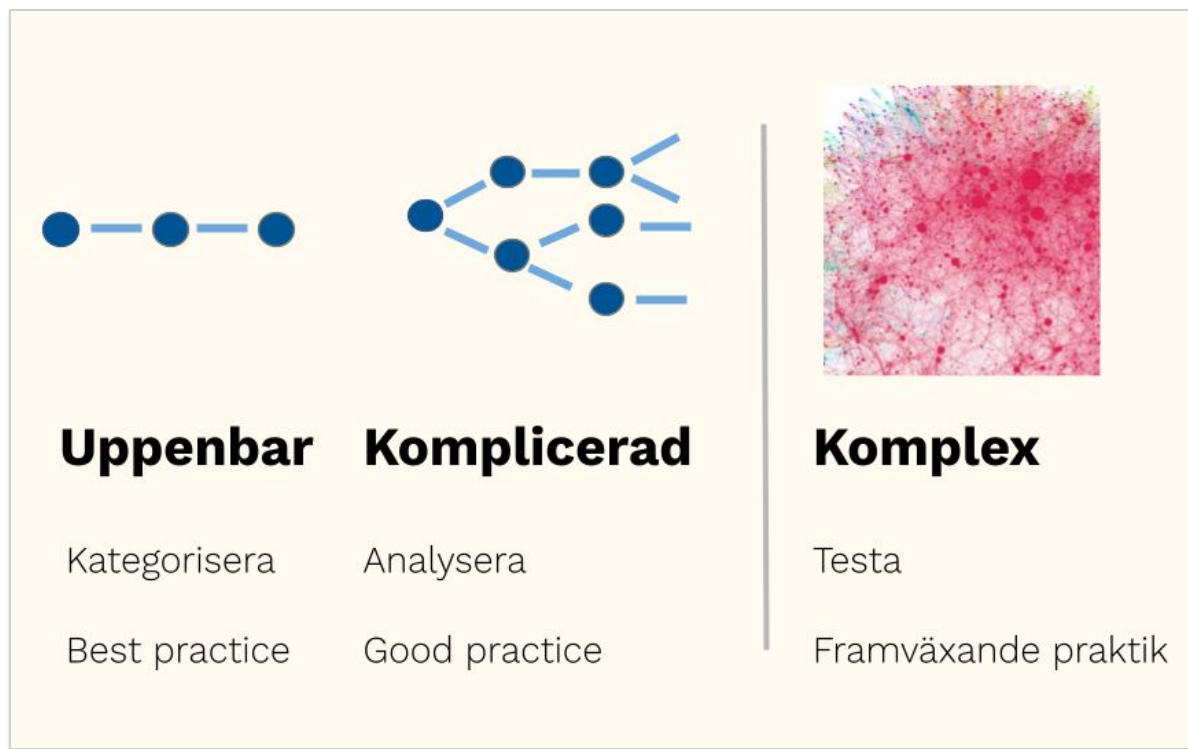 Uppenbar
Komplicerad
Komplex
Kategorisera
Analysera
Testa
Best practice
Good practice
Framväxande praktik